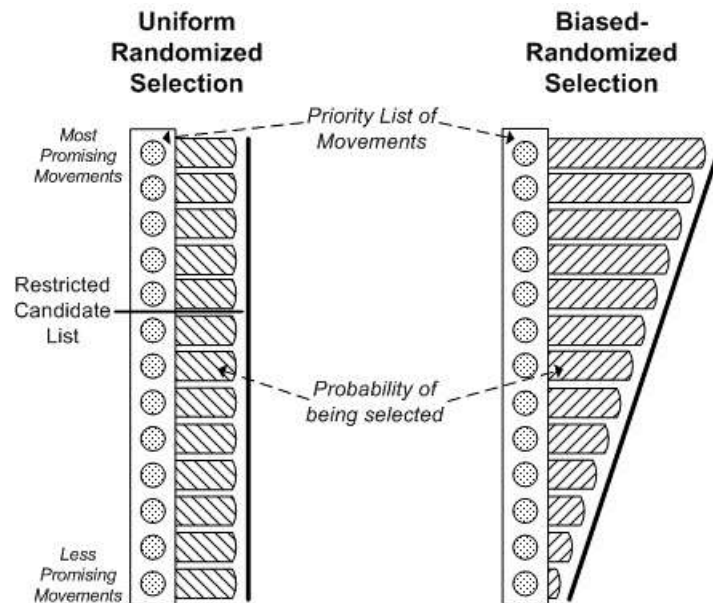 Uniform
Randomized
Selection
Biased-
Randomized
Selection
Most
Promising
Movements
Priority List of
Movements
Restricted
Candidate
List
Probability of
being selected
Less
Promising
Movements